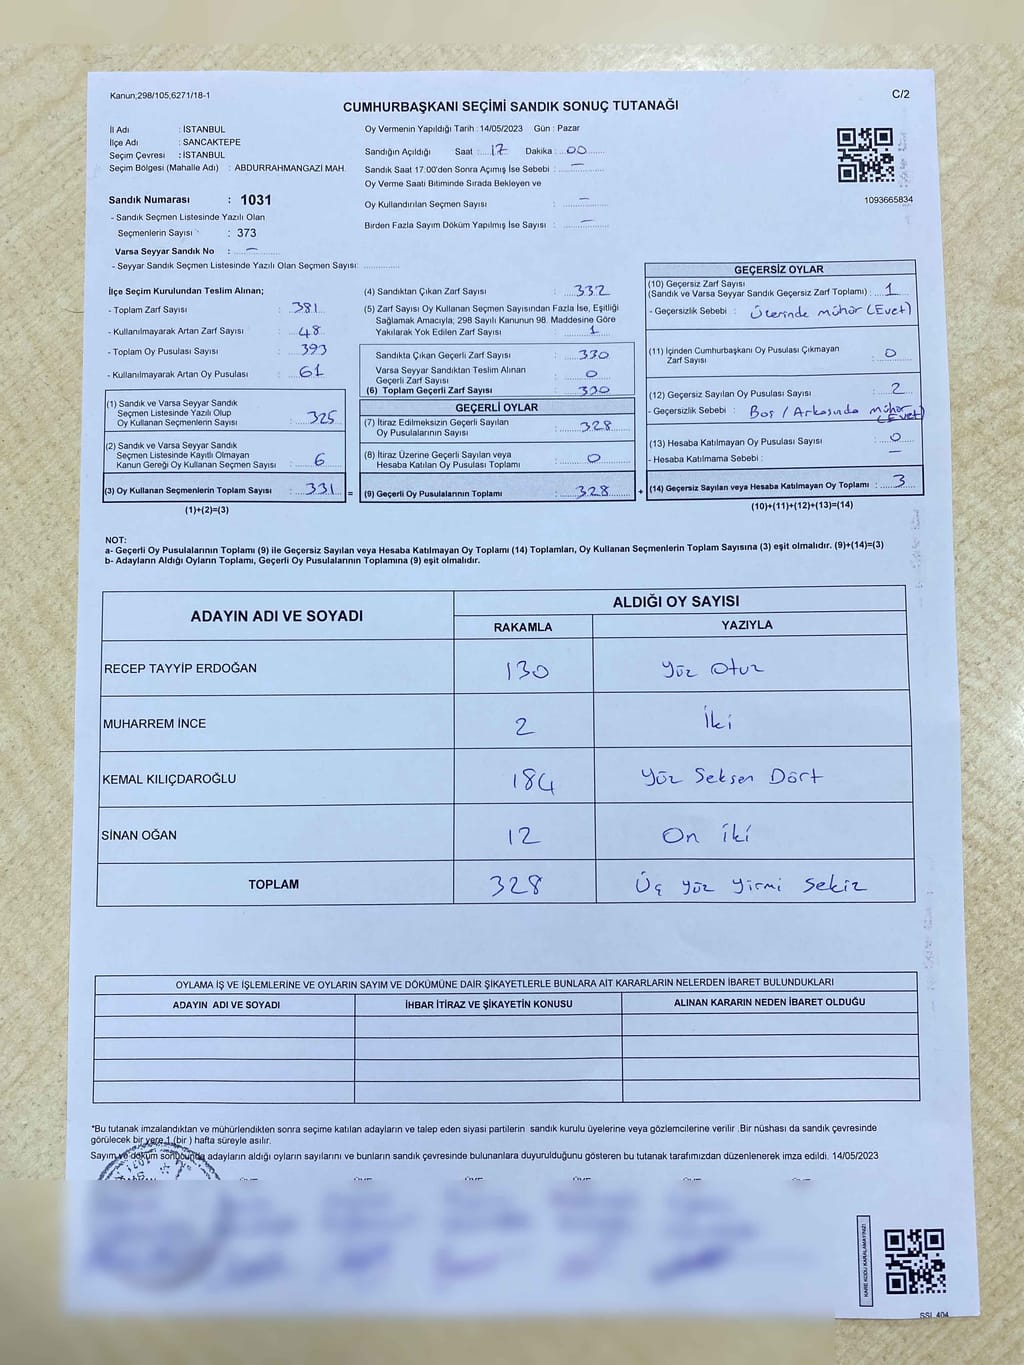 Kanun,298/105,6271/18-1
C/2
CUMHURBAŞKANI SEÇİMİ SANDIK SONUÇ TUTANAĞI
İl Adı : İSTANBUL
İlçe Adı : SANCAKTEPE
Seçim Çevresi : İSTANBUL
Seçim Bölgesi (Mahalle Adı) : ABDURRAHMANGAZİ MAH.
Oy Vermenin Yapıldığı Tarih : 14/05/2023 Gün : Pazar
Sandığın Açıldığı Saat : 17 Dakika : 00
Sandık Saat 17:00'den Sonra Açımış İse Sebebi : —
Oy Verme Saati Bitiminde Sırada Bekleyen ve
Oy Kullandırılan Seçmen Sayısı : —
Birden Fazla Sayım Döküm Yapılmış İse Sayısı : —
1093665834
Sandık Numarası : 1031
- Sandık Seçmen Listesinde Yazılı Olan
Seçmenlerin Sayısı : 373
Varsa Seyyar Sandık No : —
- Seyyar Sandık Seçmen Listesinde Yazılı Olan Seçmen Sayısı:
İlçe Seçim Kurulundan Teslim Alınan;
- Toplam Zarf Sayısı : 381
- Kullanılmayarak Artan Zarf Sayısı : 48
- Toplam Oy Pusulası Sayısı : 393
- Kullanılmayarak Artan Oy Pusulası : 61
(1) Sandık ve Varsa Seyyar Sandık
Seçmen Listesinde Yazılı Olup
Oy Kullanan Seçmenlerin Sayısı : 325
(2) Sandık ve Varsa Seyyar Sandık
Seçmen Listesinde Kayıtlı Olmayan
Kanun Gereği Oy Kullanan Seçmen Sayısı : 6
(3) Oy Kullanan Seçmenlerin Toplam Sayısı : 331 =
(1)+(2)=(3)
(4) Sandıktan Çıkan Zarf Sayısı : 332
(5) Zarf Sayısı Oy Kullanan Seçmen Sayısından Fazla İse, Eşitliği
Sağlamak Amacıyla, 298 Sayılı Kanunun 98. Maddesine Göre
Yakılarak Yok Edilen Zarf Sayısı : 1
Sandıkta Çıkan Geçerli Zarf Sayısı : 330
Varsa Seyyar Sandıktan Teslim Alınan
Geçerli Zarf Sayısı : 0
(6) Toplam Geçerli Zarf Sayısı : 330
GEÇERLİ OYLAR
(7) İtiraz Edilmeksizin Geçerli Sayılan
Oy Pusulalarının Sayısı : 328
(8) İtiraz Üzerine Geçerli Sayılan veya
Hesaba Katılan Oy Pusulası Toplamı : 0
(9) Geçerli Oy Pusulalarının Toplamı : 328 +
GEÇERSİZ OYLAR
(10) Geçersiz Zarf Sayısı
(Sandık ve Varsa Seyyar Sandık Geçersiz Zarf Toplamı) : 1
- Geçersizlik Sebebi : Üzerinde mühür (Evet)
(11) İçinden Cumhurbaşkanı Oy Pusulası Çıkmayan
Zarf Sayısı : 0
(12) Geçersiz Sayılan Oy Pusulası Sayısı : 2
- Geçersizlik Sebebi : Boş / Arkasında mühür
(Evet)
(13) Hesaba Katılmayan Oy Pusulası Sayısı : 0
- Hesaba Katılmama Sebebi : —
(14) Geçersiz Sayılan veya Hesaba Katılmayan Oy Toplamı : 3
(10)+(11)+(12)+(13)=(14)
NOT:
a- Geçerli Oy Pusulalarının Toplamı (9) ile Geçersiz Sayılan veya Hesaba Katılmayan Oy Toplamı (14) Toplamları, Oy Kullanan Seçmenlerin Toplam Sayısına (3) eşit olmalıdır. (9)+(14)=(3)
b- Adayların Aldığı Oyların Toplamı, Geçerli Oy Pusulalarının Toplamına (9) eşit olmalıdır.
ADAYIN ADI VE SOYADI ALDIĞI OY SAYISI
RAKAMLA YAZIYLA
RECEP TAYYİP ERDOĞAN 130 Yüz Otuz
MUHARREM İNCE 2 İki
KEMAL KILIÇDAROĞLU 184 Yüz Seksen Dört
SİNAN OĞAN 12 On iki
TOPLAM 328 Üç yüz yirmi sekiz
OYLAMA İŞ VE İŞLEMLERİNE VE OYLARIN SAYIM VE DÖKÜMÜNE DAİR ŞİKAYETLERLE BUNLARA AİT KARARLARIN NELERDEN İBARET BULUNDUKLARI
ADAYIN ADI VE SOYADI İHBAR İTİRAZ VE ŞİKAYETİN KONUSU ALINAN KARARIN NEDEN İBARET OLDUĞU
*Bu tutanak imzalandıktan ve mühürlendikten sonra seçime katılan adayların ve talep eden siyasi partilerin sandık kurulu üyelerine veya gözlemcilerine verilir .Bir nüshası da sandık çevresinde
görülecek bir yere 1 (bir ) hafta süreyle asılır.
Sayım ve döküm sonucunda adayların aldığı oyların sayılarını ve bunların sandık çevresinde bulunanlara duyurulduğunu gösteren bu tutanak tarafımızdan düzenlenerek imza edildi. 14/05/2023
KARE KODU KARALAMAYINIZ!
SSL 404